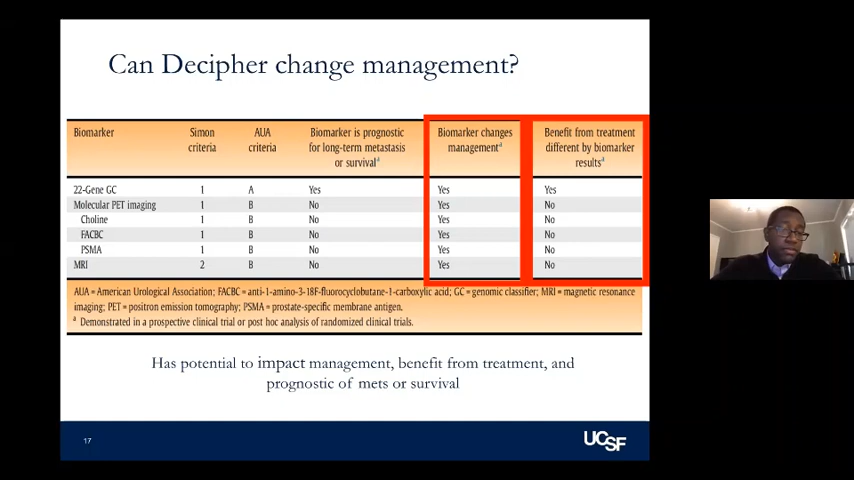 Can Decipher change management?
Biomarker Simon criteria AUA criteria Biomarker is prognostic for long-term metastasis or survivalᵃ Biomarker changes managementᵃ Benefit from treatment different by biomarker resultsᵃ
22-Gene GC 1 A Yes Yes Yes
Molecular PET imaging 1 B No Yes No
Choline 1 B No Yes No
FACBC 1 B No Yes No
PSMA 1 B No Yes No
MRI 2 B No Yes No
AUA = American Urological Association; FACBC = anti-1-amino-3-18F-fluorocyclobutane-1-carboxylic acid; GC = genomic classifier; MRI = magnetic resonance
imaging; PET = positron emission tomography; PSMA = prostate-specific membrane antigen.
ᵃ Demonstrated in a prospective clinical trial or post hoc analysis of randomized clinical trials.
Has potential to impact management, benefit from treatment, and
prognostic of mets or survival
17
UCSF